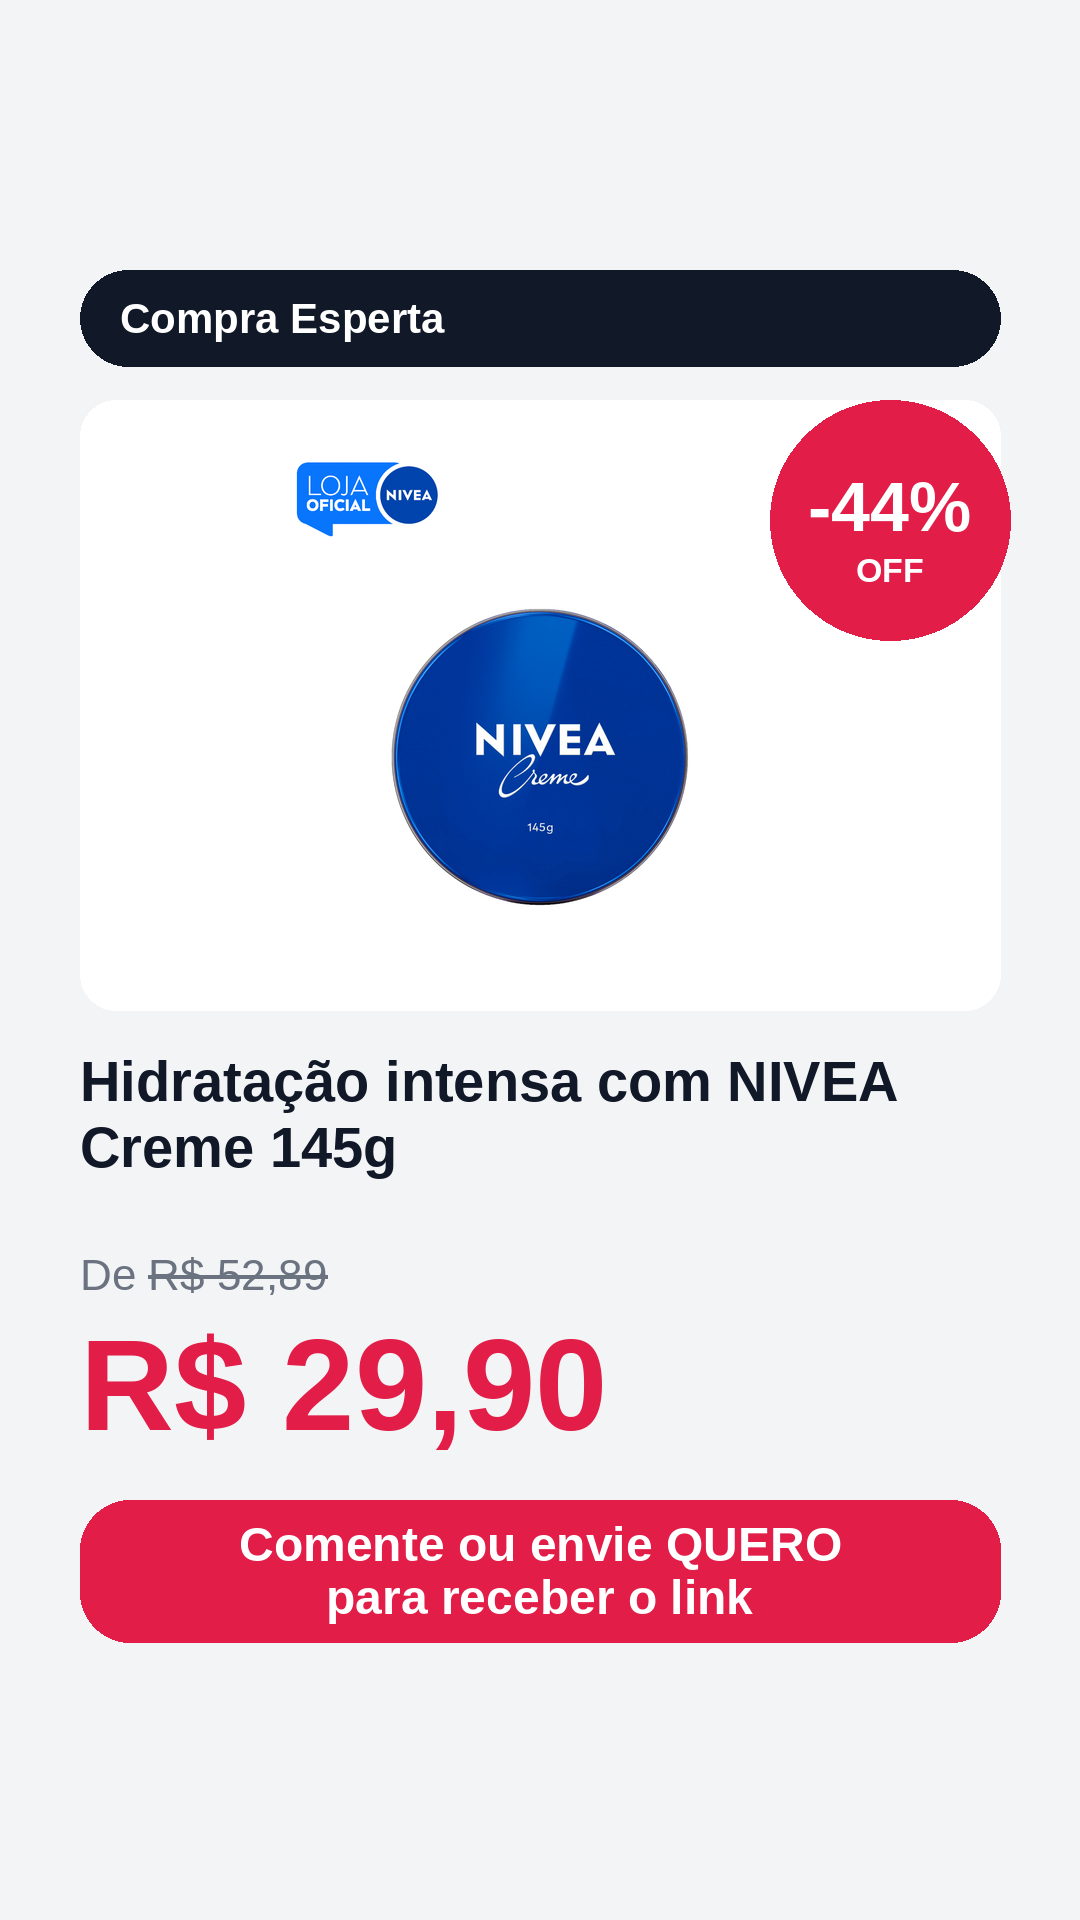 Compra Esperta
LOJA
OFICIAL
NIVEA
-44%
OFF
NIVEA
Creme
145g
Hidratação intensa com NIVEA
Creme 145g
De R$ 52,89
R$ 29,90
Comente ou envie QUERO
para receber o link